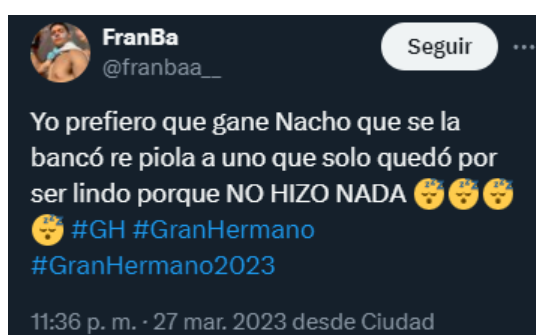 FranBa
@franbaa__
Seguir
Yo prefiero que gane Nacho que se la
bancó re piola a uno que solo quedó por
ser lindo porque NO HIZO NADA 😴😴😴
😴 #GH #GranHermano
#GranHermano2023
11:36 p. m. · 27 mar. 2023 desde Ciudad